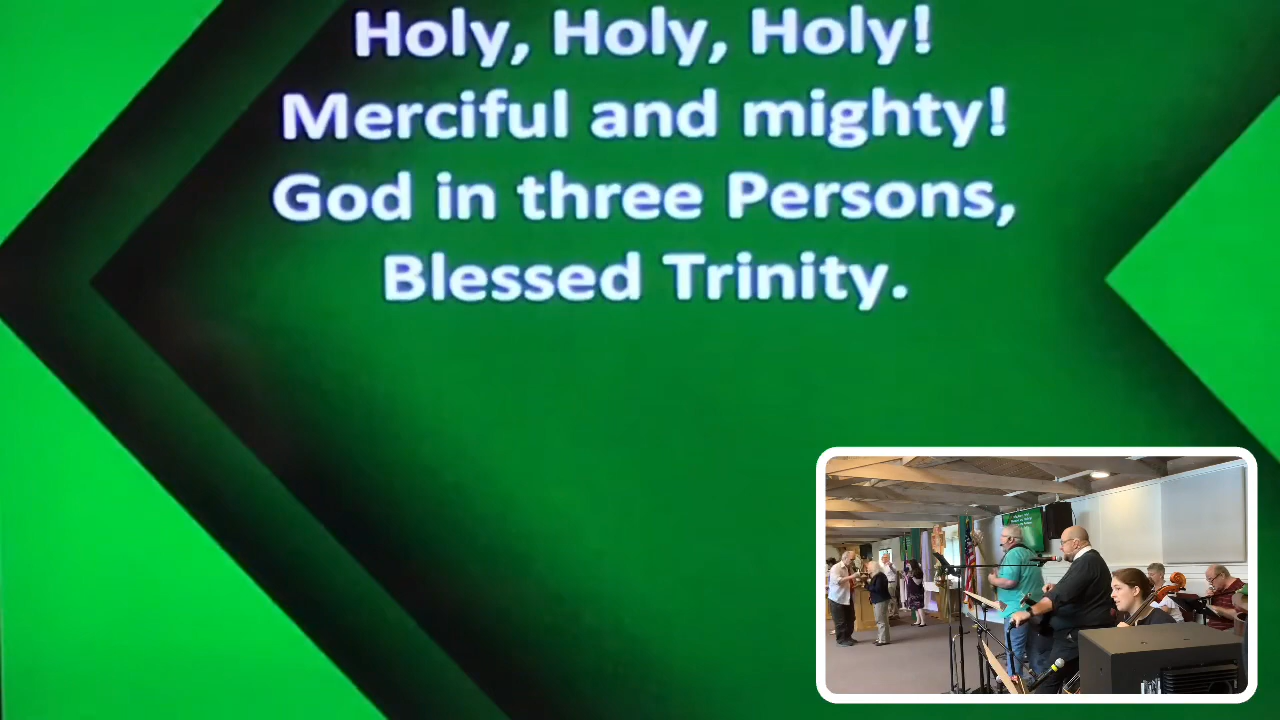 Holy, Holy, Holy!
Merciful and mighty!
God in three Persons,
Blessed Trinity.